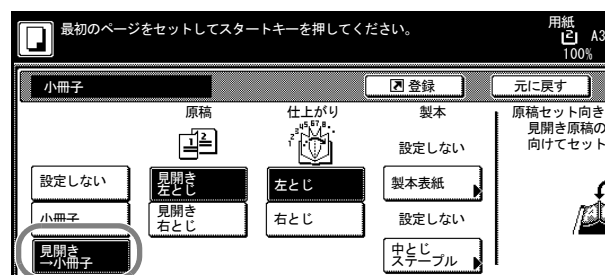 最初のページをセットしてスタートキーを押してください。
用紙
2 A3
100%
小冊子
登録
元に戻す
原稿
仕上がり
製本
原稿セット向き
見開き原稿の
向けてセット
設定しない
設定しない
見開き
左とじ
左とじ
製本表紙
小冊子
見開き
右とじ
右とじ
設定しない
見開き
→小冊子
中とじ
ステープル